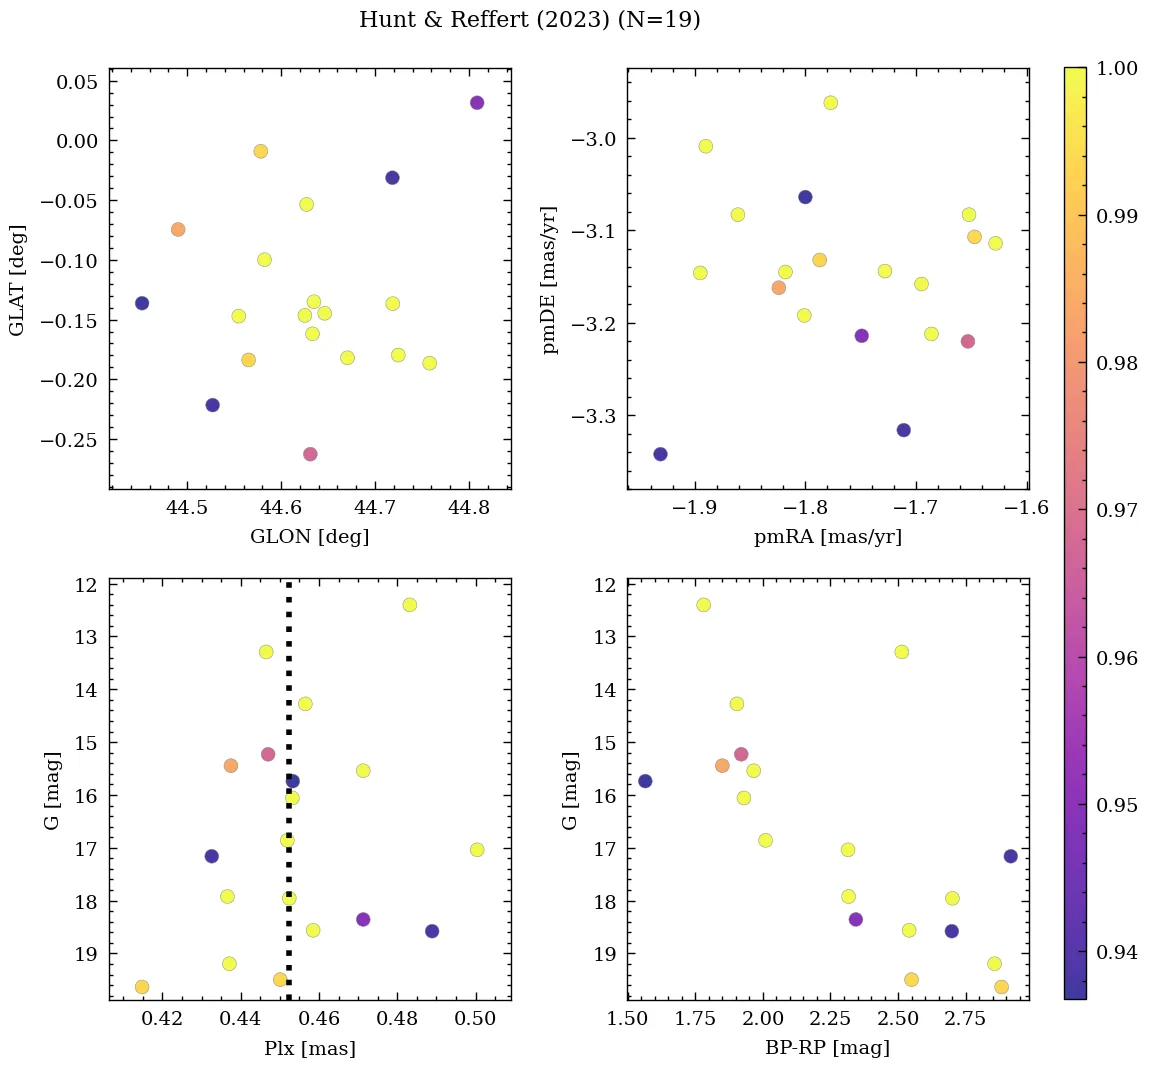 Hunt & Reffert (2023) (N=19)
0.05
0.00
−0.05
−0.10
−0.15
−0.20
−0.25
GLAT [deg]
44.5 44.6 44.7 44.8
GLON [deg]
−3.0
−3.1
−3.2
−3.3
pmDE [mas/yr]
−1.9 −1.8 −1.7 −1.6
pmRA [mas/yr]
12
13
14
15
16
17
18
19
G [mag]
0.42 0.44 0.46 0.48 0.50
Plx [mas]
12
13
14
15
16
17
18
19
G [mag]
1.50 1.75 2.00 2.25 2.50 2.75
BP-RP [mag]
1.00
0.99
0.98
0.97
0.96
0.95
0.94